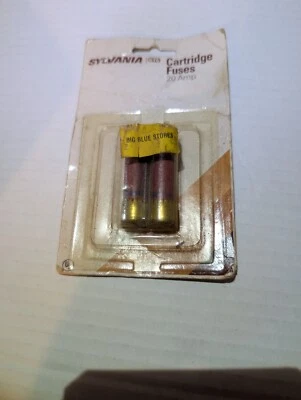 SYLVANIA
Cartridge
Fuses
20 Amp
BIG BLUE STORES